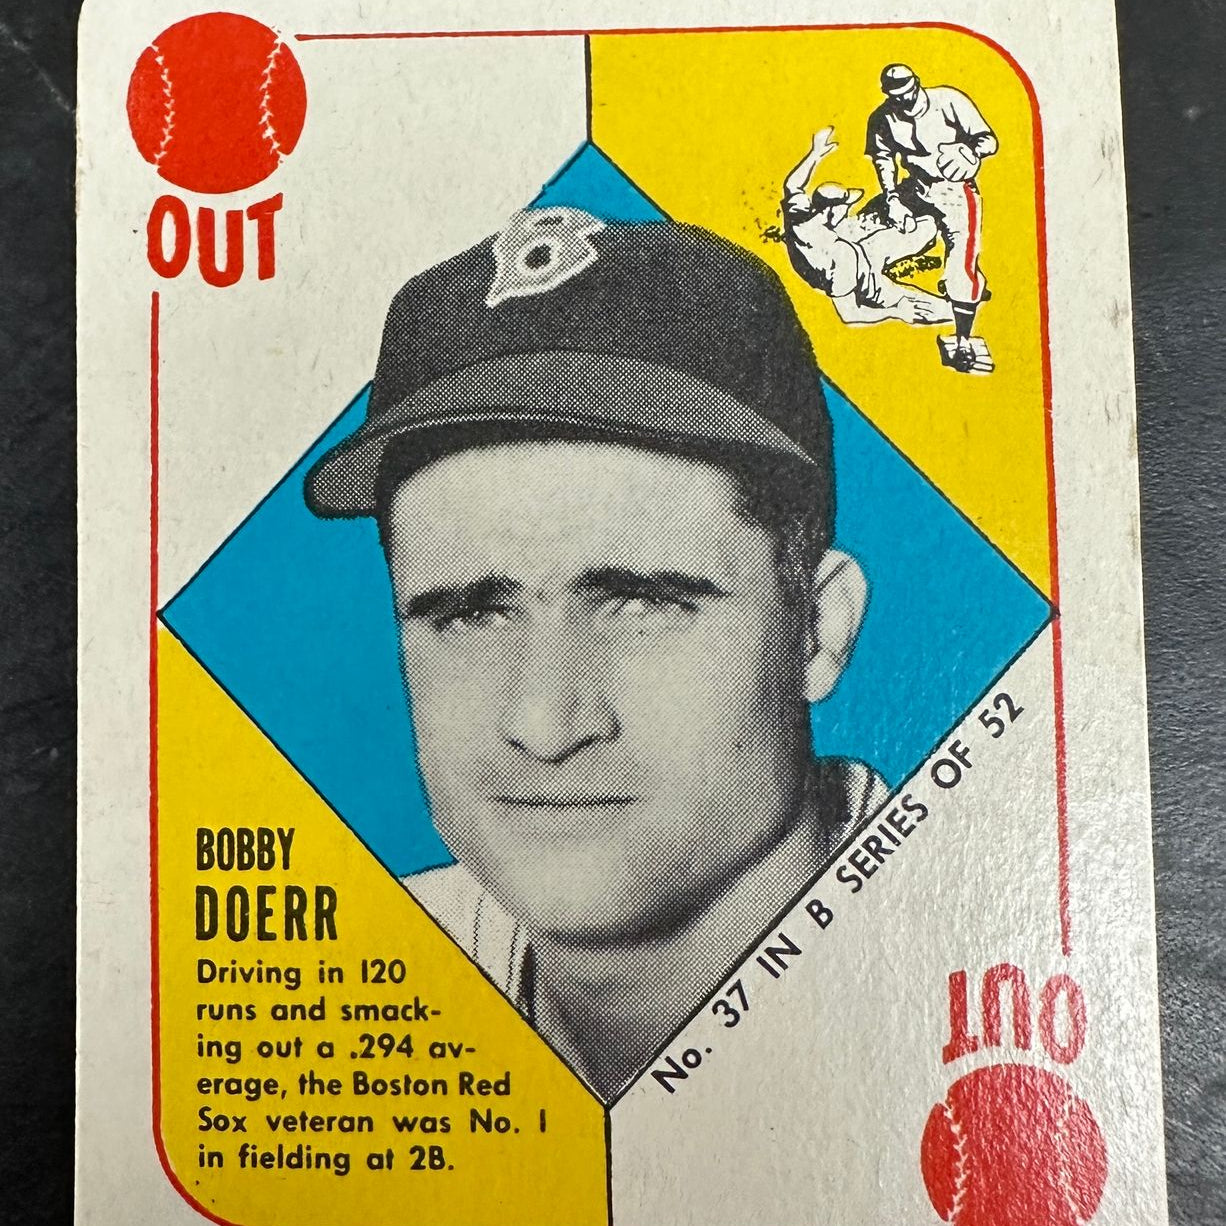 OUT
B
BOBBY
DOERR
Driving in 120
runs and smack-
ing out a .294 av-
erage, the Boston Red
Sox veteran was No. 1
in fielding at 2B.
No. 37 IN B SERIES OF 52
OUT